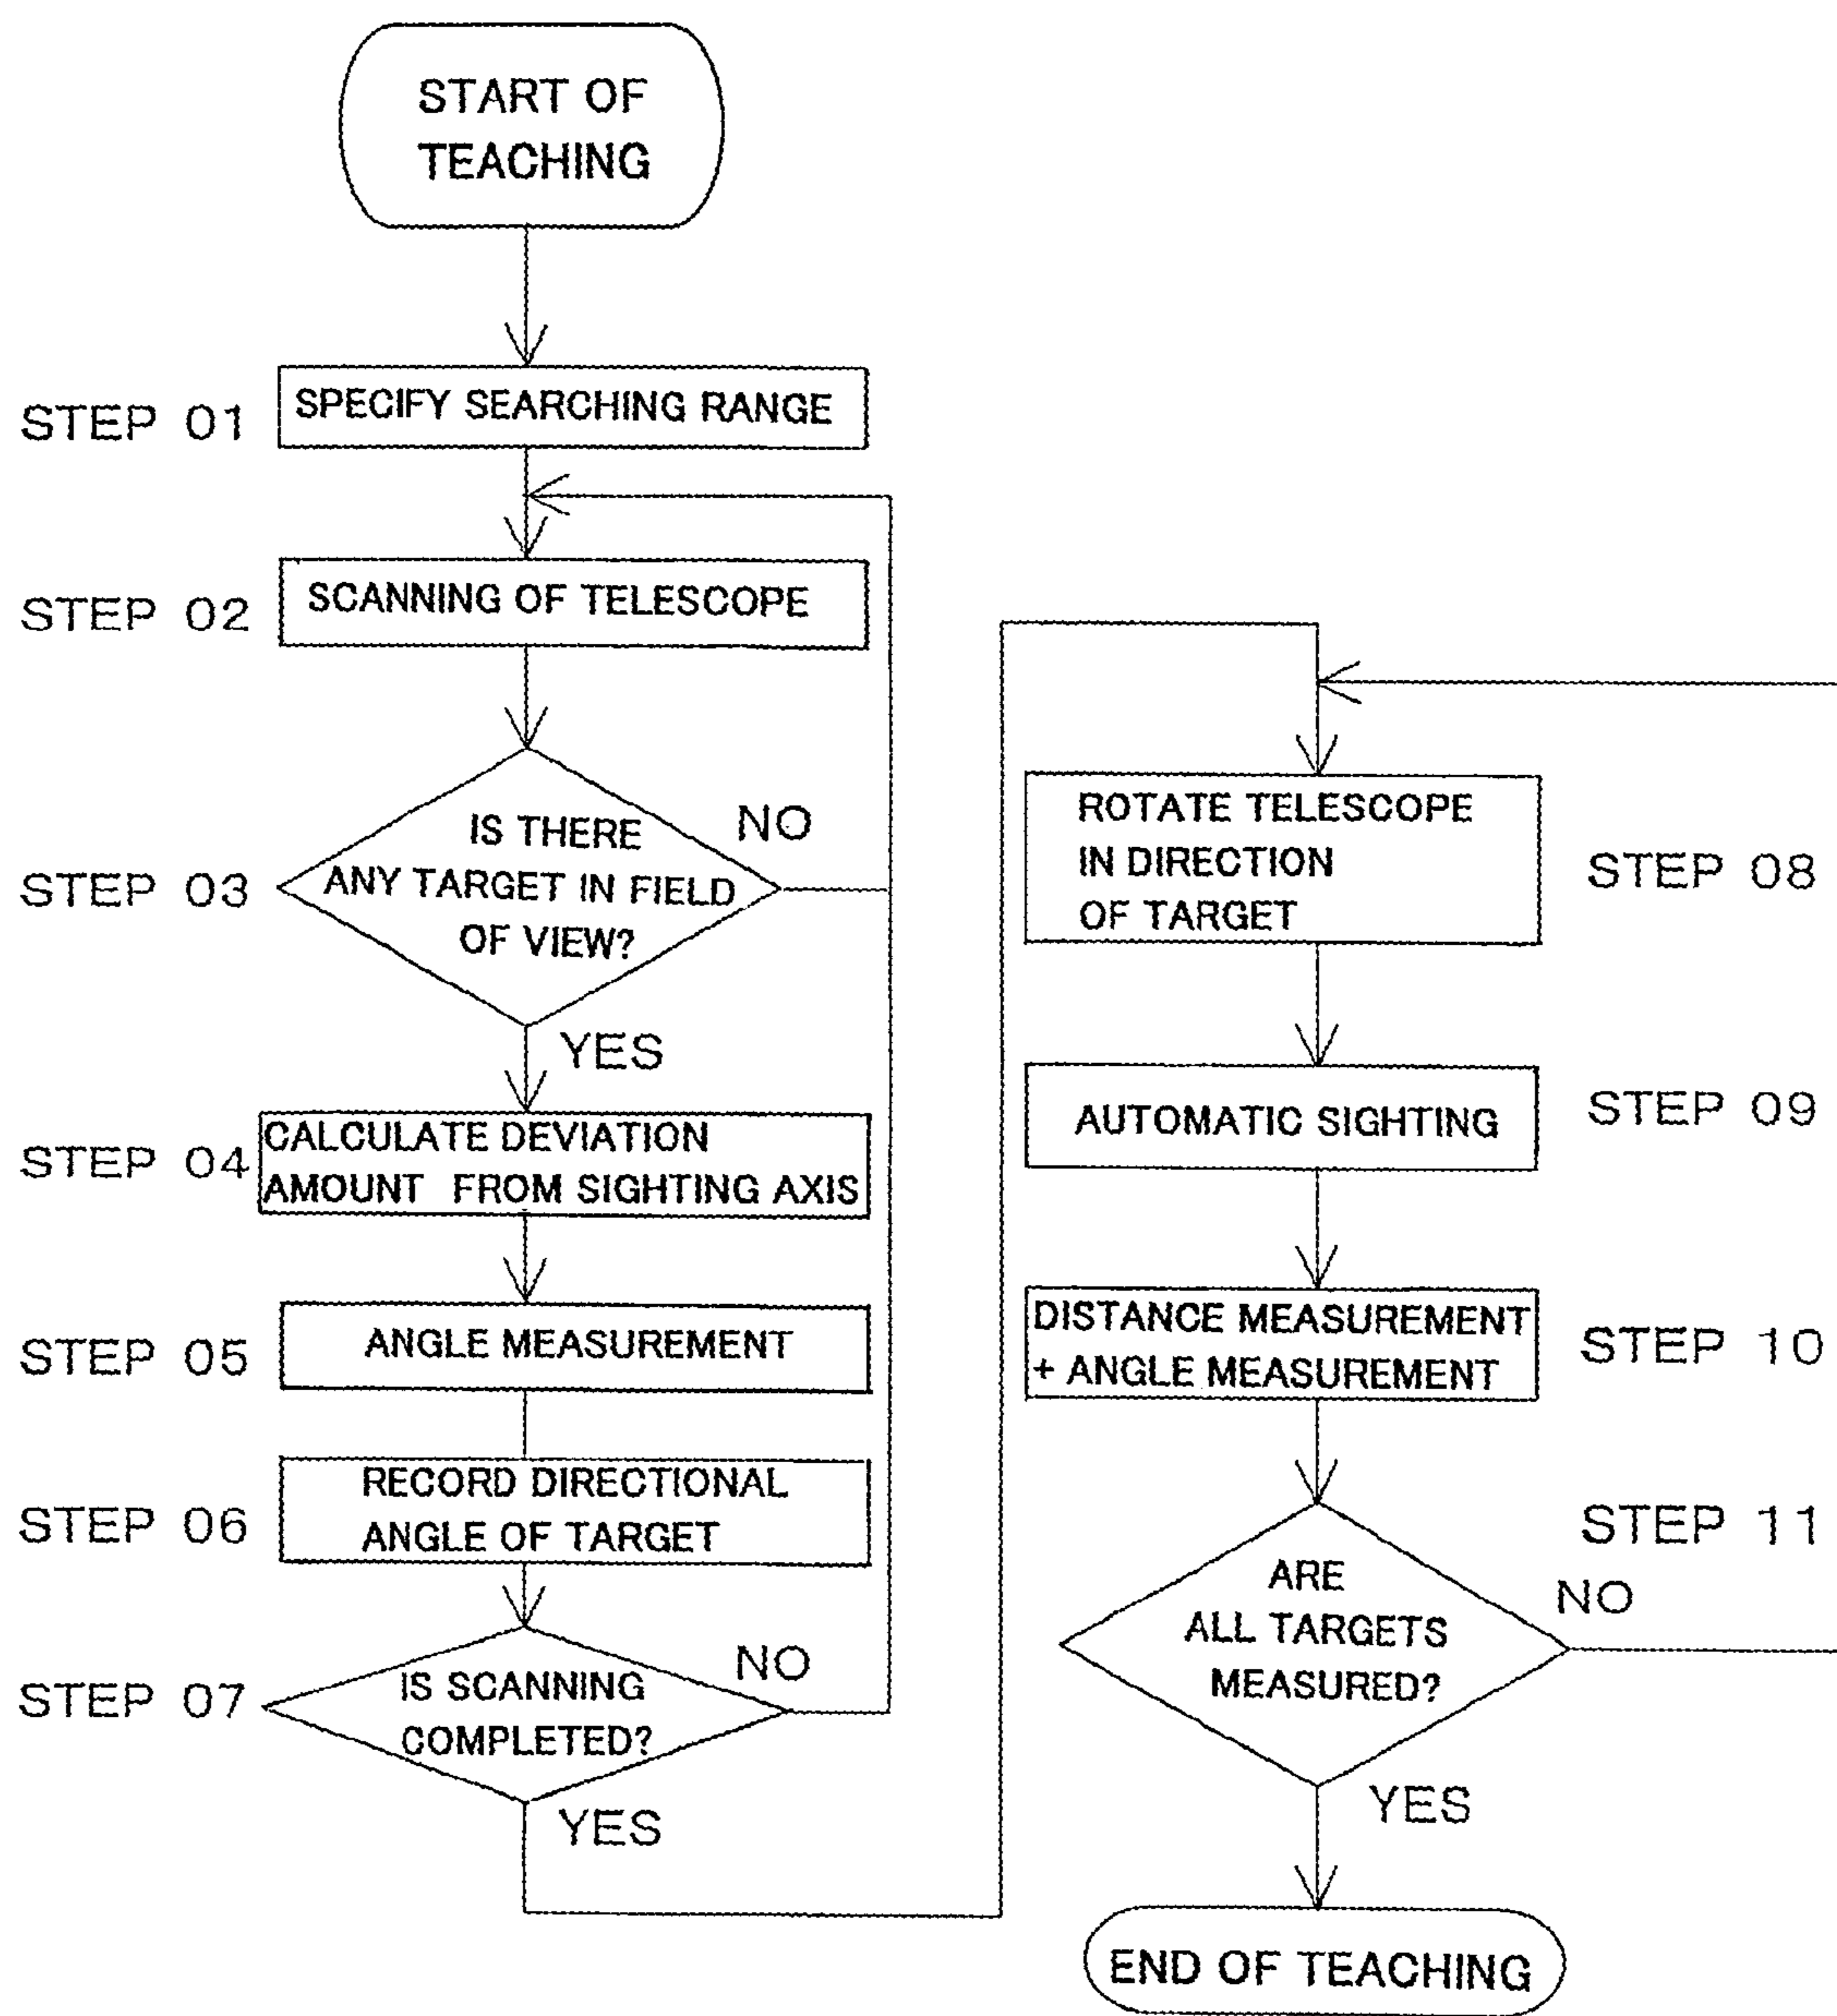 START OF
TEACHING
STEP 01
SPECIFY SEARCHING RANGE
STEP 02
SCANNING OF TELESCOPE
STEP 03
IS THERE
ANY TARGET IN FIELD
OF VIEW?
NO
YES
STEP 04
CALCULATE DEVIATION
AMOUNT FROM SIGHTING AXIS
STEP 05
ANGLE MEASUREMENT
STEP 06
RECORD DIRECTIONAL
ANGLE OF TARGET
STEP 07
IS SCANNING
COMPLETED?
NO
YES
ROTATE TELESCOPE
IN DIRECTION
OF TARGET
STEP 08
AUTOMATIC SIGHTING
STEP 09
DISTANCE MEASUREMENT
+ ANGLE MEASUREMENT
STEP 10
STEP 11
ARE
ALL TARGETS
MEASURED?
NO
YES
END OF TEACHING